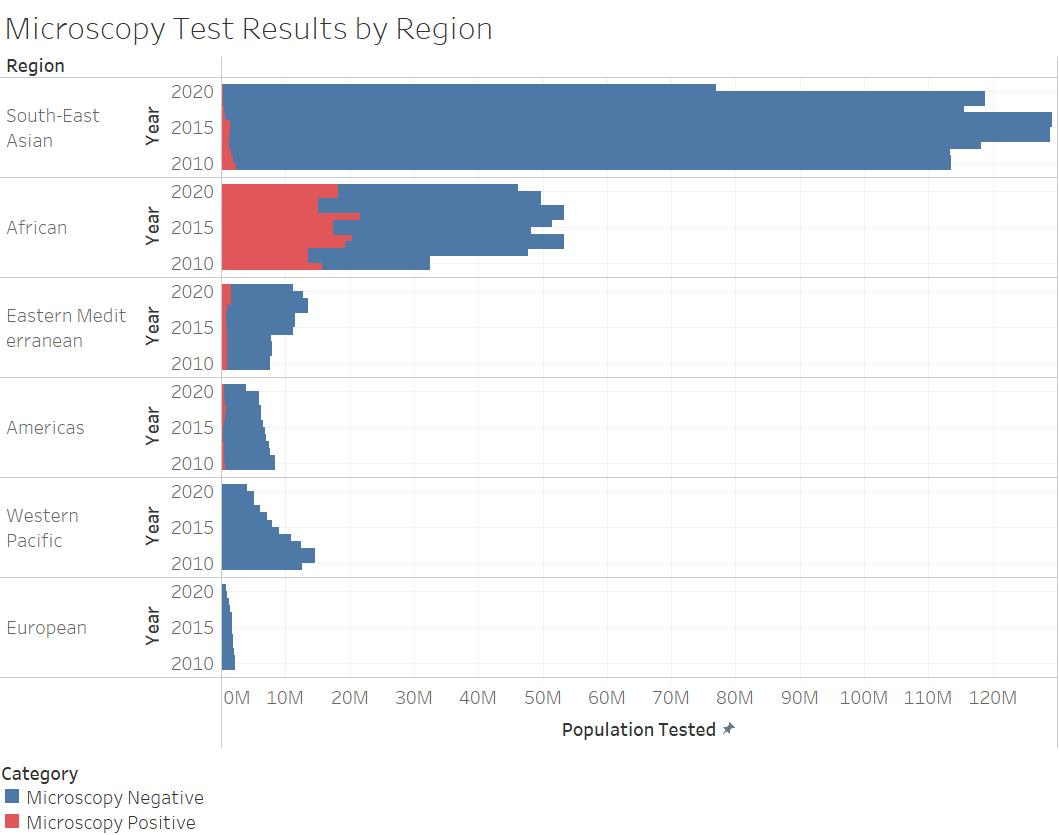 Microscopy Test Results by Region
Region
South-East
Asian
Year
2020
2015
2010
African
Year
2020
2015
2010
Eastern Medit
erranean
Year
2020
2015
2010
Americas
Year
2020
2015
2010
Western
Pacific
Year
2020
2015
2010
European
Year
2020
2015
2010
0M 10M 20M 30M 40M 50M 60M 70M 80M 90M 100M 110M 120M
Population Tested
Category
Microscopy Negative
Microscopy Positive